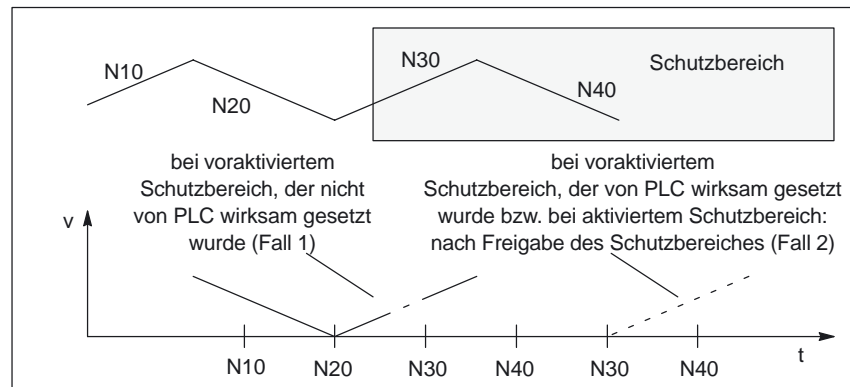 N10
N20
N30
N40
Schutzbereich
bei voraktiviertem
Schutzbereich, der nicht
von PLC wirksam gesetzt
wurde (Fall 1)
bei voraktiviertem
Schutzbereich, der von PLC wirksam gesetzt
wurde bzw. bei aktiviertem Schutzbereich:
nach Freigabe des Schutzbereiches (Fall 2)
v
N10 N20 N30 N40 N30 N40
t